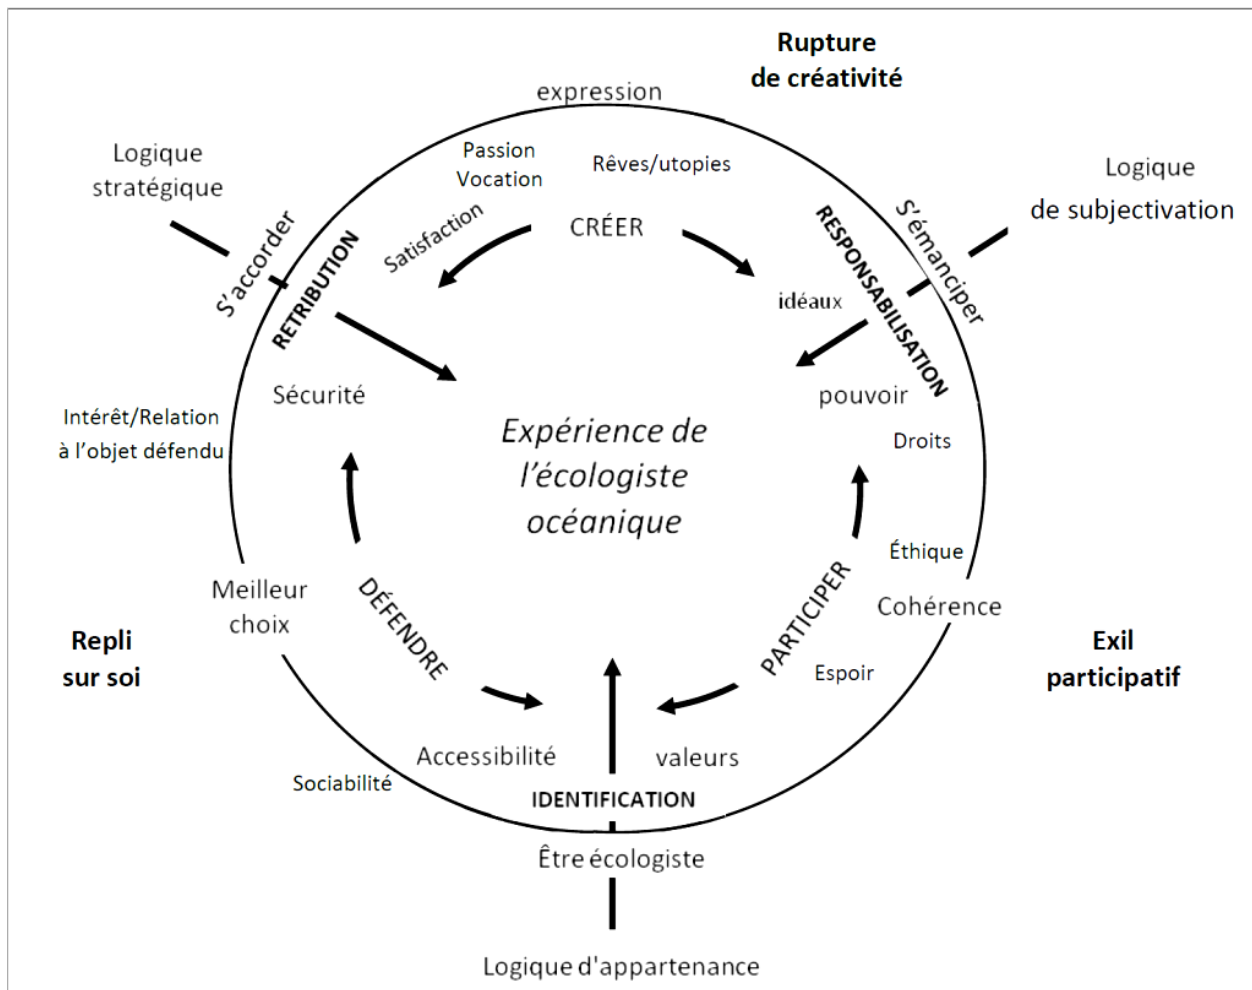 Rupture
de créativité
expression
Logique
stratégique
Passion
Vocation
Rêves/utopies
Logique
de subjectivation
S'accorder
RETRIBUTION
Satisfaction
CRÉER
RESPONSABILISATION
S'émanciper
idéaux
Sécurité
pouvoir
Intérêt/Relation
à l'objet défendu
Expérience de
l'écologiste
océanique
Droits
Éthique
Meilleur
choix
DÉFENDRE
PARTICIPER
Cohérence
Repli
sur soi
Exil
participatif
Espoir
Accessibilité
valeurs
Sociabilité
IDENTIFICATION
Être écologiste
Logique d'appartenance